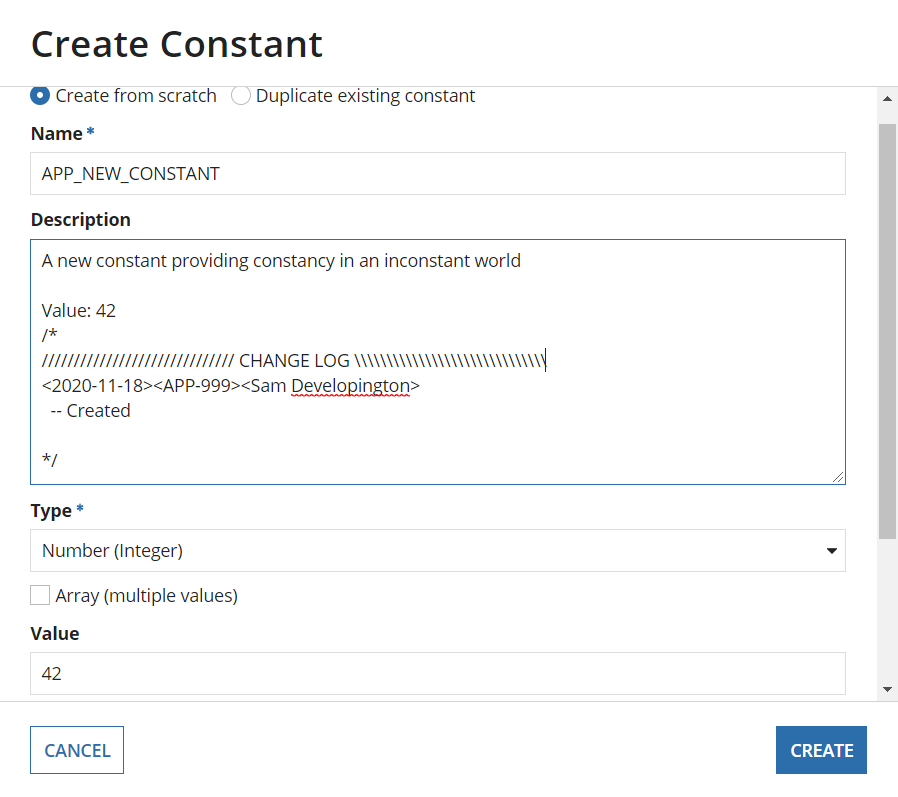 Create Constant
Create from scratch Duplicate existing constant
Name *
APP_NEW_CONSTANT
Description
A new constant providing constancy in an inconstant world
Value: 42
/*
////////////////////////////// CHANGE LOG \\\\\\\\\\\\\\\\\\\\\\\\\\\\\\
<2020-11-18><APP-999><Sam Developington>
-- Created
*/
Type *
Number (Integer)
Array (multiple values)
Value
42
CANCEL CREATE